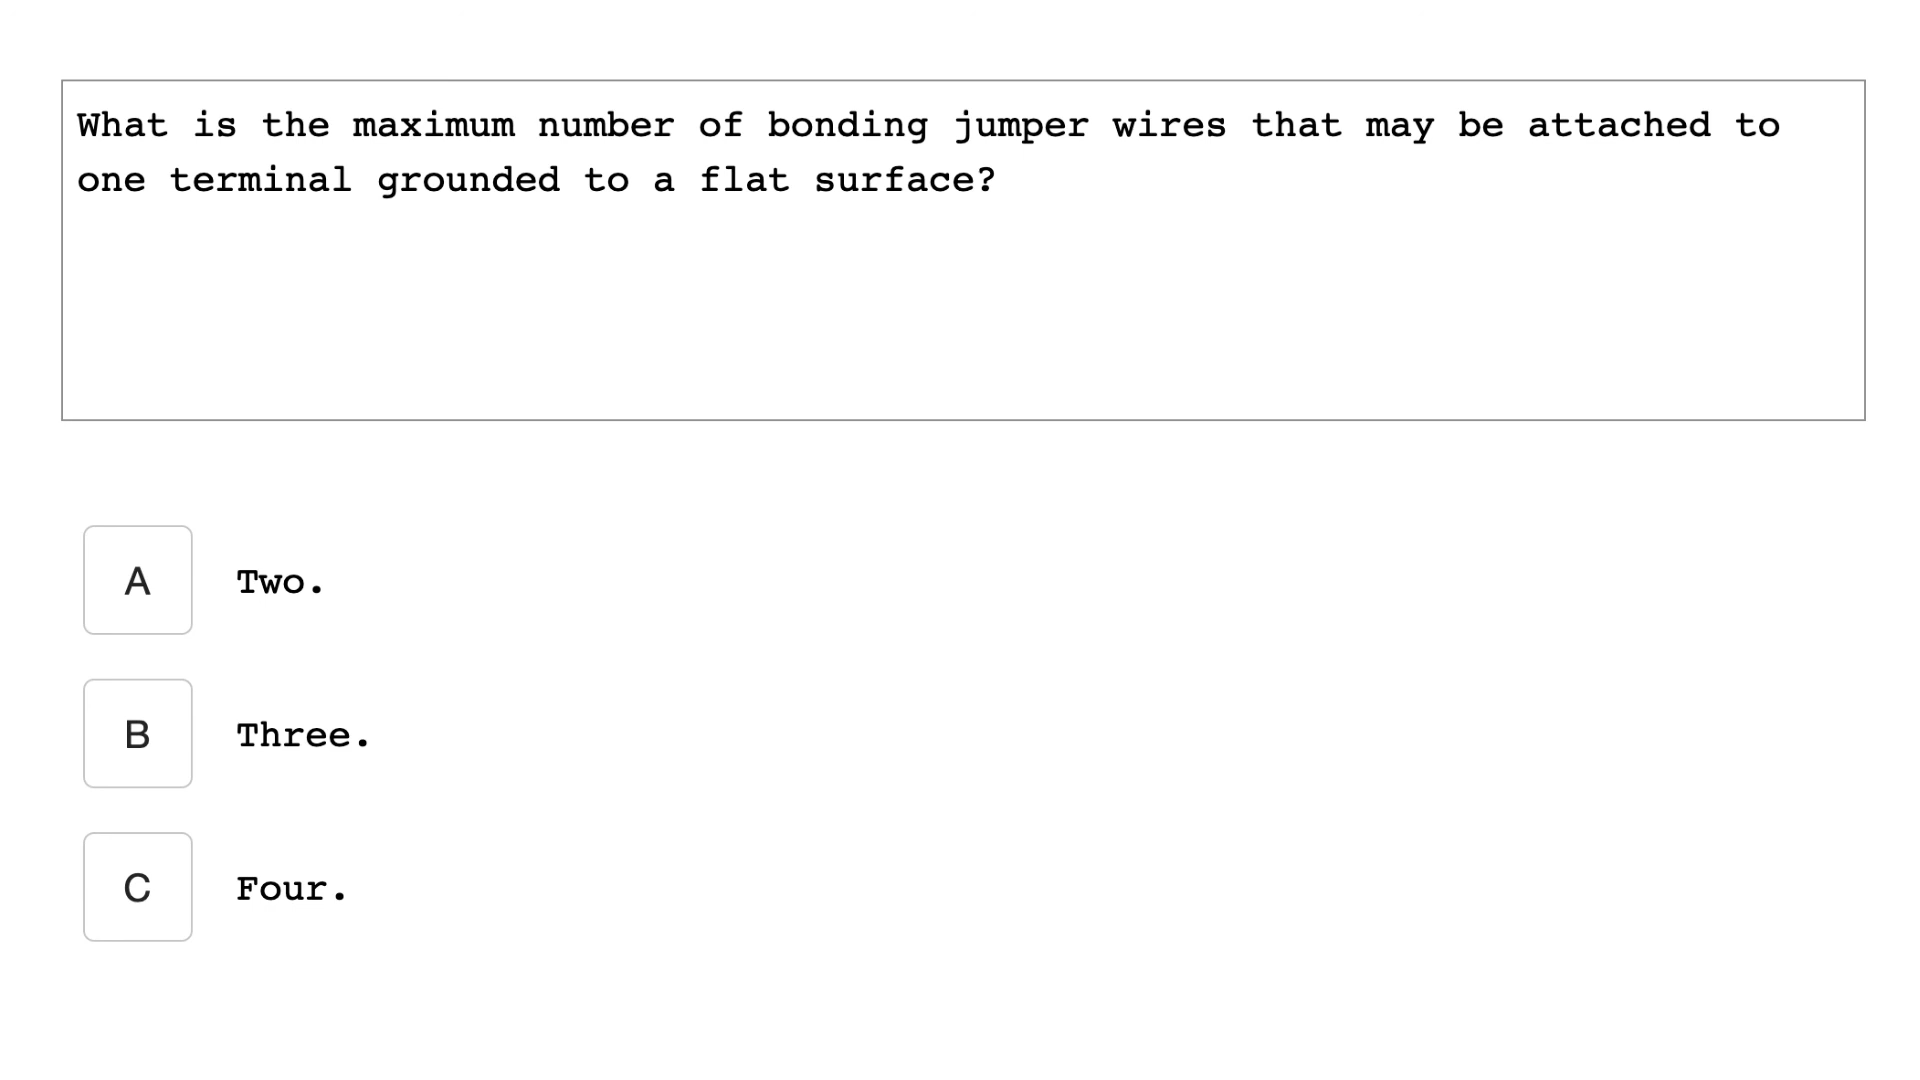 What is the maximum number of bonding jumper wires that may be attached to
one terminal grounded to a flat surface?
A Two.
B Three.
C Four.